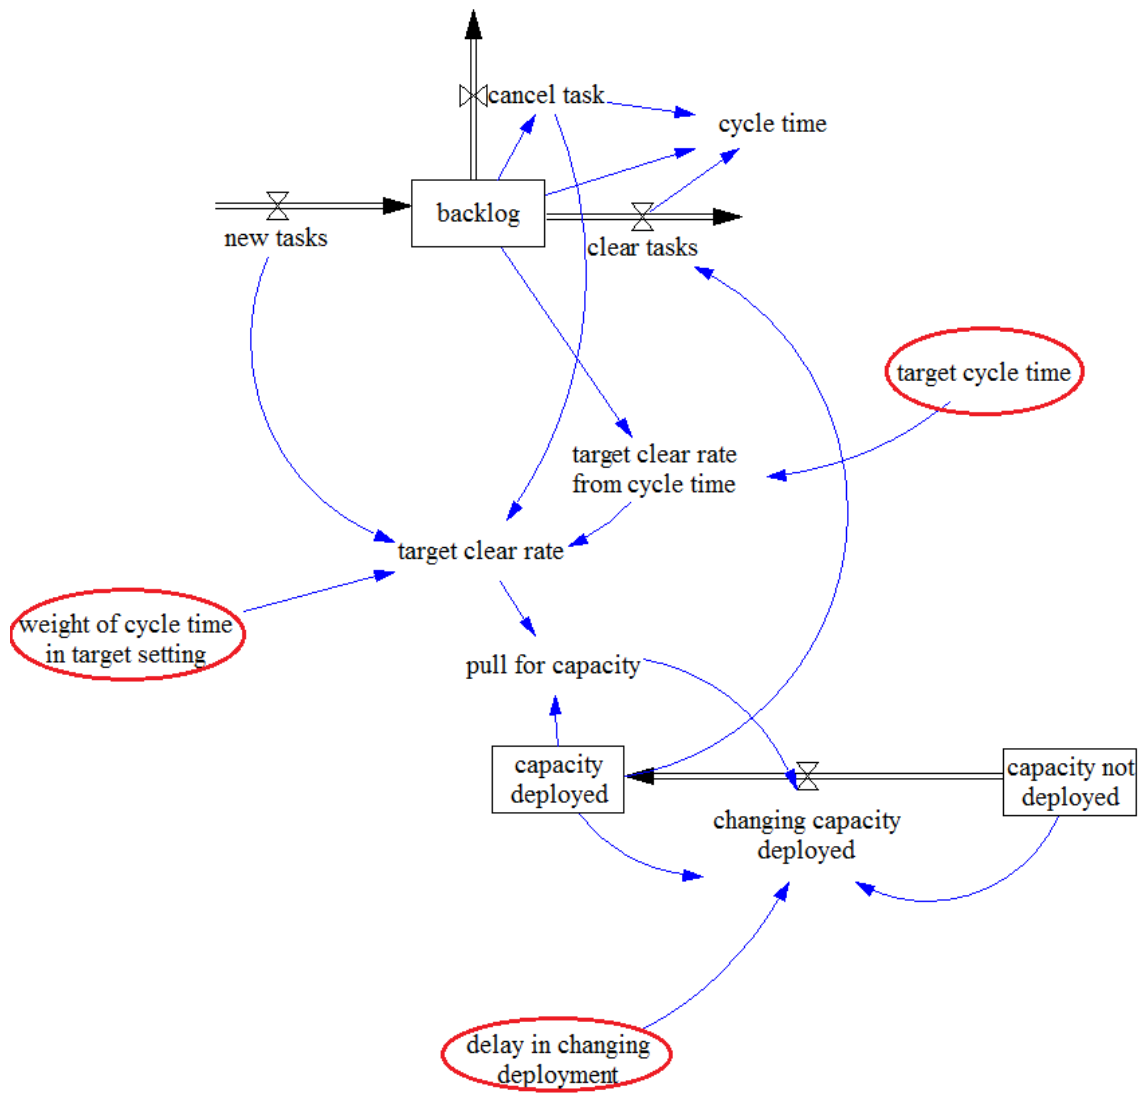 cancel task
cycle time
backlog
new tasks
clear tasks
target cycle time
target clear rate
from cycle time
target clear rate
weight of cycle time
in target setting
pull for capacity
capacity
deployed
capacity not
deployed
changing capacity
deployed
delay in changing
deployment